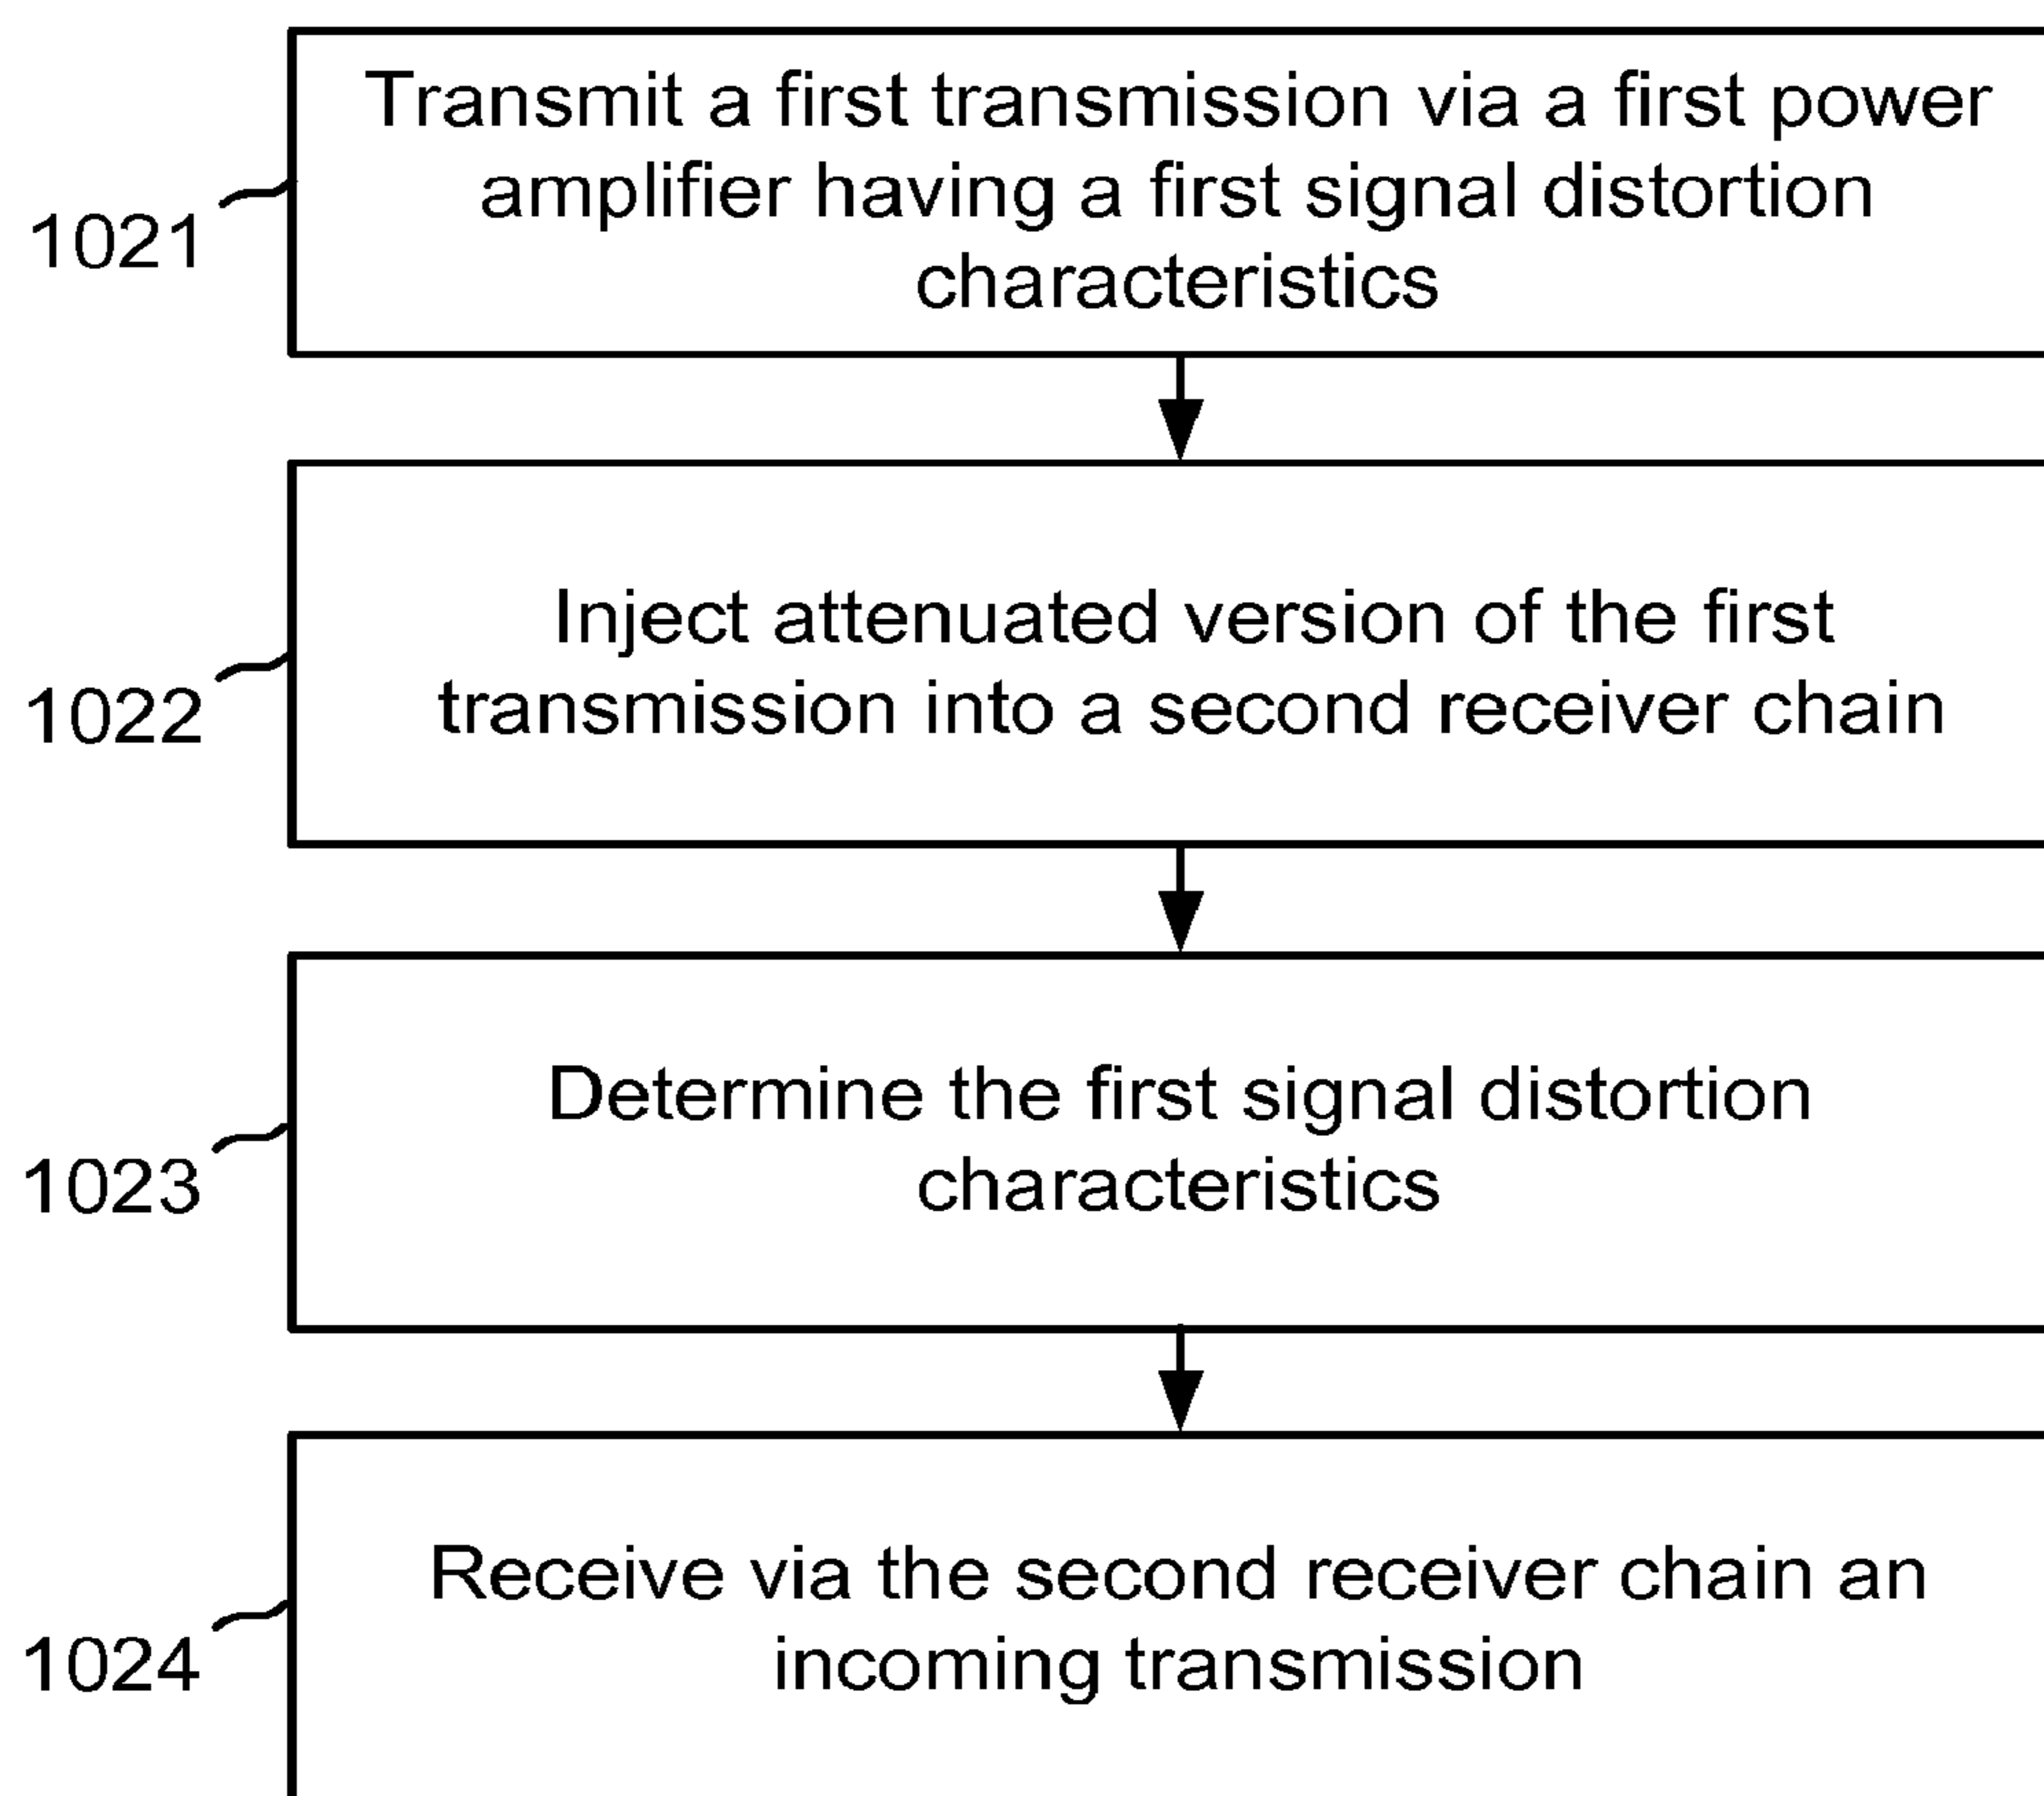 Transmit a first transmission via a first power
amplifier having a first signal distortion
characteristics
1021
Inject attenuated version of the first
transmission into a second receiver chain
1022
Determine the first signal distortion
characteristics
1023
Receive via the second receiver chain an
incoming transmission
1024